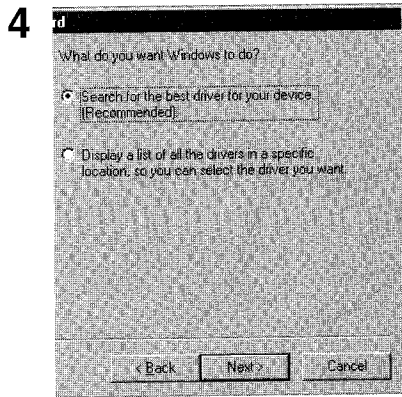 4
rd
What do you want Windows to do?
Search for the best driver for your device.
(Recommended).
Display a list of all the drivers in a specific
location, so you can select the driver you want.
< Back
Next >
Cancel